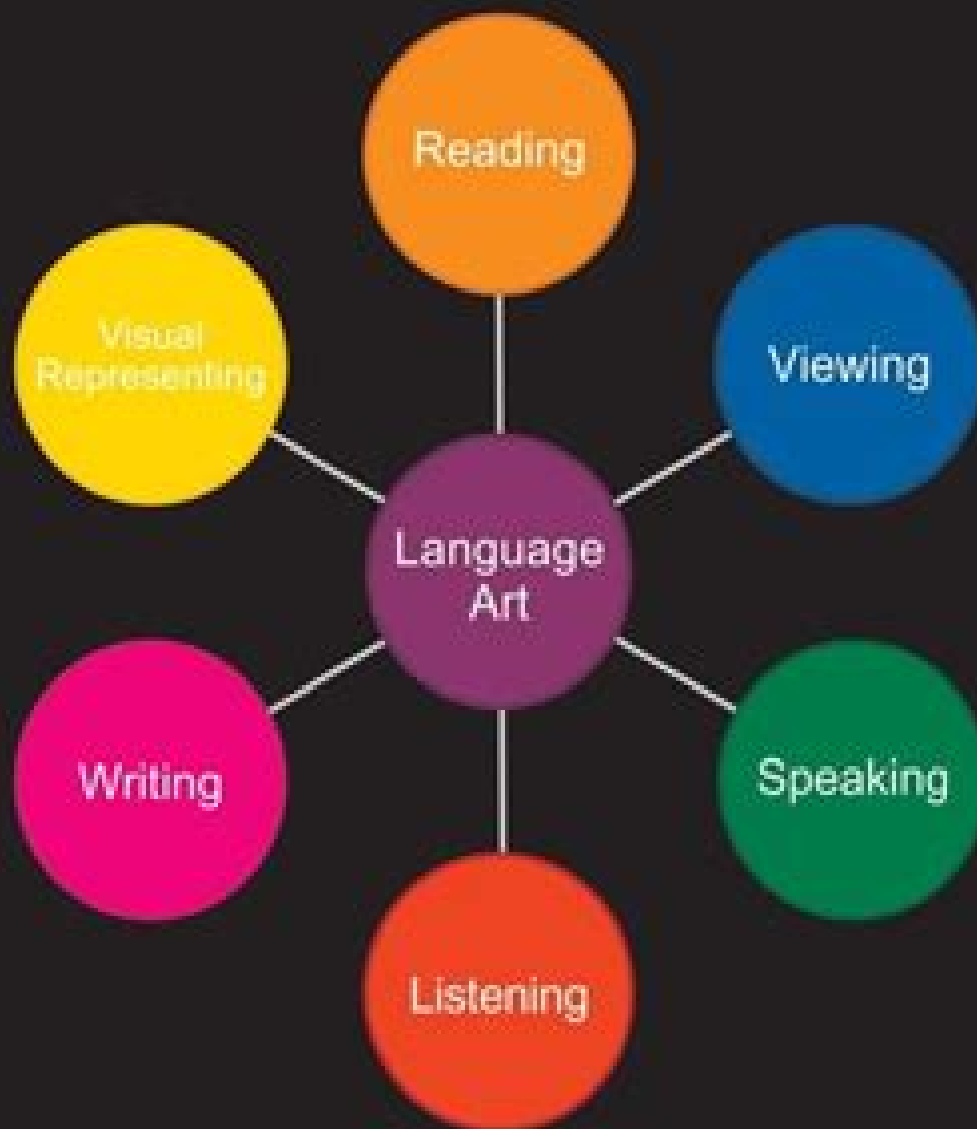 Reading
Visual
Representing
Viewing
Language
Art
Writing
Speaking
Listening